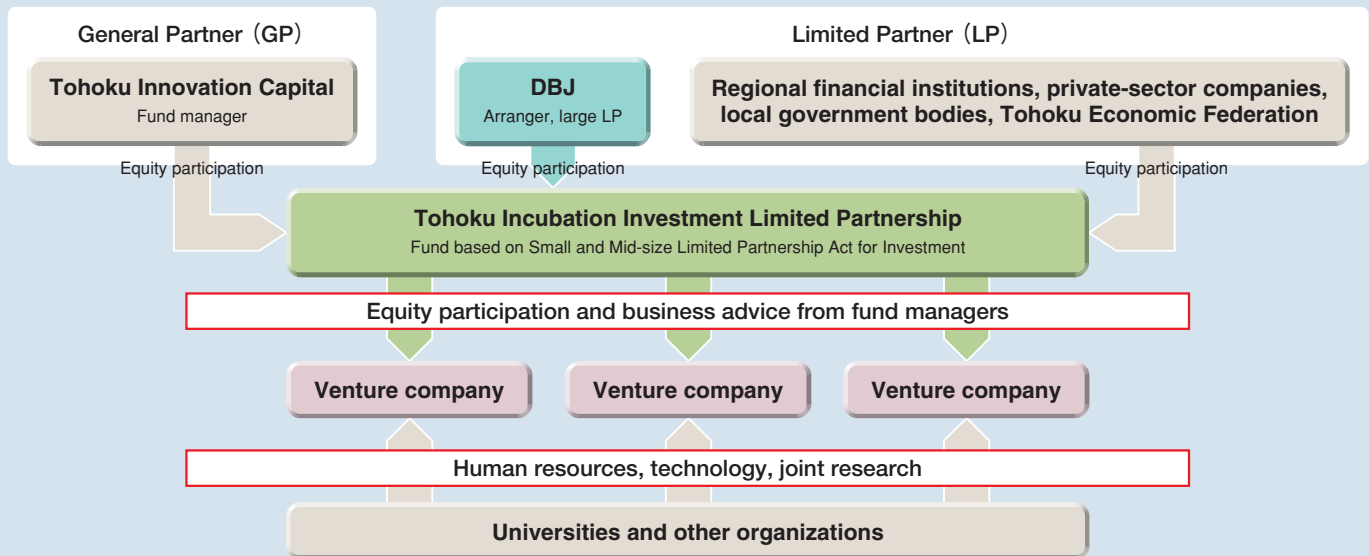 General Partner（GP）
Tohoku Innovation Capital
Fund manager
Equity participation
Limited Partner（LP）
DBJ
Arranger, large LP
Equity participation
Regional financial institutions, private-sector companies,
local government bodies, Tohoku Economic Federation
Equity participation
Tohoku Incubation Investment Limited Partnership
Fund based on Small and Mid-size Limited Partnership Act for Investment
Equity participation and business advice from fund managers
Venture company
Venture company
Venture company
Human resources, technology, joint research
Universities and other organizations